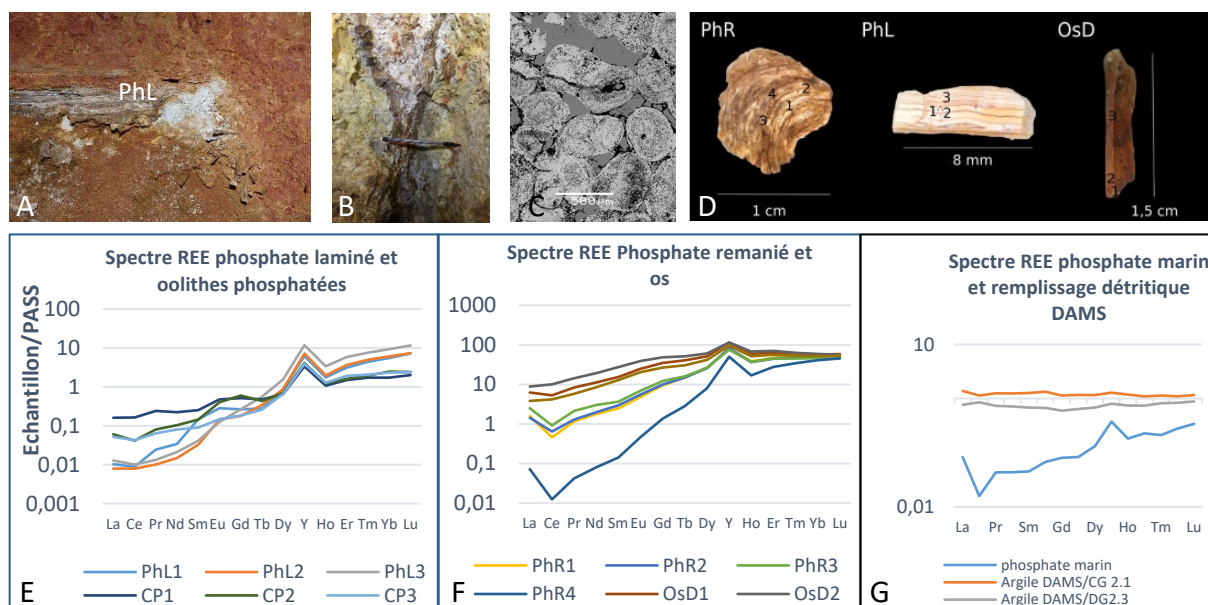 PhL
A
B
500µm
C
PhR
PhL
OsD
1
2
3
4
1
2
3
1
2
3
1 cm
8 mm
1,5 cm
D
Spectre REE phosphate laminé et
oolithes phosphatées
Echantillon/PASS
100
10
1
0,1
0,01
0,001
La Ce Pr Nd Sm Eu Gd Tb Dy Y Ho Er Tm Yb Lu
PhL1 PhL2 PhL3
CP1 CP2 CP3
E
Spectre REE Phosphate remanié et
os
1000
100
10
1
0,1
0,01
La Ce Pr Nd Sm Eu Gd Tb Dy Y Ho Er Tm Yb Lu
PhR1 PhR2 PhR3
PhR4 OsD1 OsD2
F
Spectre REE phosphate marin
et remplissage détritique
DAMS
10
0,01
La Pr Sm Gd Dy Ho Tm Lu
phosphate marin
Argile DAMS/CG 2.1
Argile DAMS/DG2.3
G